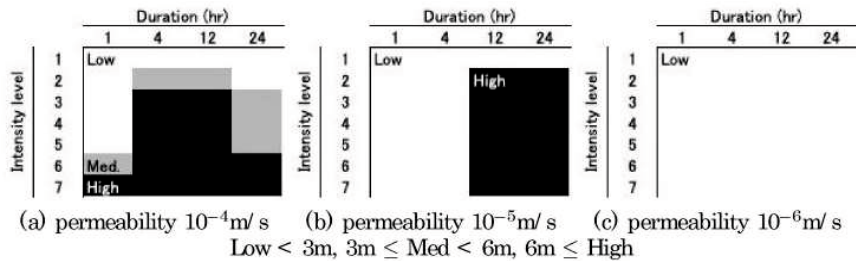 Duration (hr)
1 4 12 24
Intensity level
1 Low
2
3
4
5
6 Med.
7 High
(a) permeability 10⁻⁴m/s
Duration (hr)
1 4 12 24
Intensity level
1 Low
2 High
3
4
5
6
7
(b) permeability 10⁻⁵m/s
Duration (hr)
1 4 12 24
Intensity level
1 Low
2
3
4
5
6
7
(c) permeability 10⁻⁶m/s
Low < 3m, 3m ≤ Med < 6m, 6m ≤ High